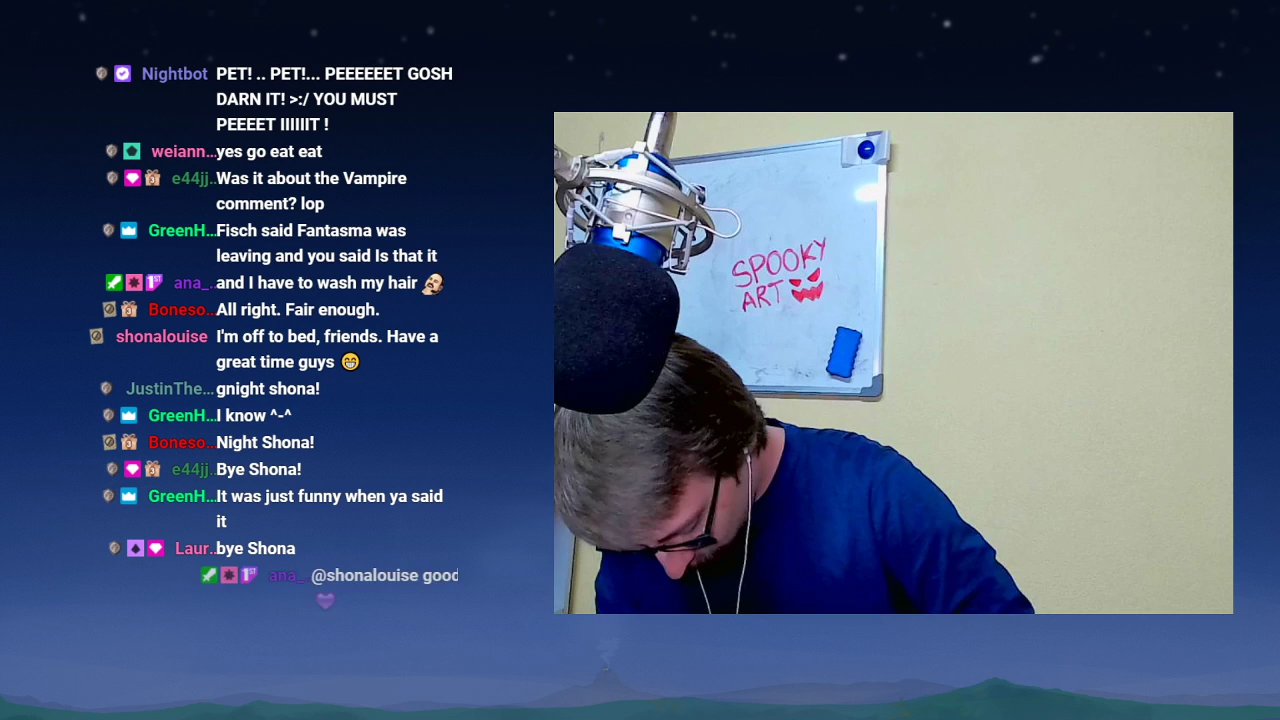 Nightbot PET! .. PET!... PEEEEEET GOSH
DARN IT! >:/ YOU MUST
PEEEET IIIIIIT !
weiann... yes go eat eat
e44jj... Was it about the Vampire
comment? lop
GreenH... Fisch said Fantasma was
leaving and you said Is that it
ana_... and I have to wash my hair
Boneso... All right. Fair enough.
shonalouise I'm off to bed, friends. Have a
great time guys
JustinThe... gnight shona!
GreenH... I know ^-^
Boneso... Night Shona!
e44jj... Bye Shona!
GreenH... It was just funny when ya said
it
Laur... bye Shona
ana_... @shonalouise good
SPOOKY
ART